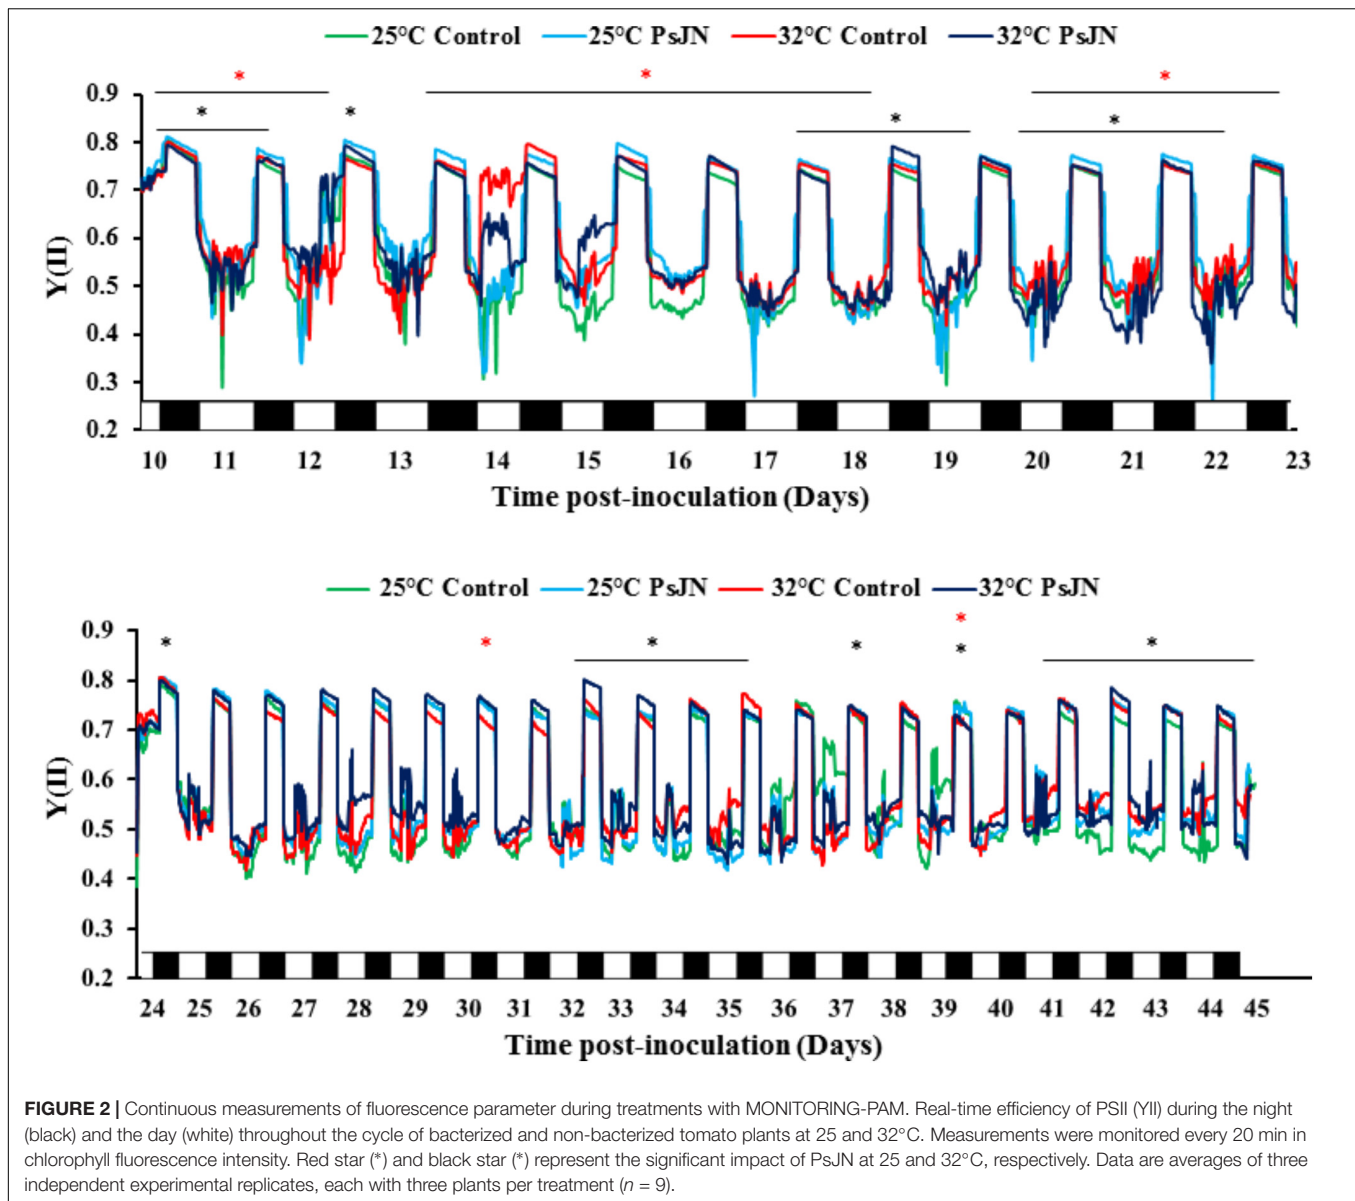 25°C Control 25°C PsJN 32°C Control 32°C PsJN
* * *
* * * *
0.9
0.8
0.7
0.6
0.5
0.4
0.3
0.2
Y(II)
10 11 12 13 14 15 16 17 18 19 20 21 22 23
Time post-inoculation (Days)
25°C Control 25°C PsJN 32°C Control 32°C PsJN
* * * * * * *
*
0.9
0.8
0.7
0.6
0.5
0.4
0.3
0.2
Y(II)
24 25 26 27 28 29 30 31 32 33 34 35 36 37 38 39 40 41 42 43 44 45
Time post-inoculation (Days)
FIGURE 2 | Continuous measurements of fluorescence parameter during treatments with MONITORING-PAM. Real-time efficiency of PSII (YII) during the night
(black) and the day (white) throughout the cycle of bacterized and non-bacterized tomato plants at 25 and 32°C. Measurements were monitored every 20 min in
chlorophyll fluorescence intensity. Red star (*) and black star (*) represent the significant impact of PsJN at 25 and 32°C, respectively. Data are averages of three
independent experimental replicates, each with three plants per treatment (n = 9).